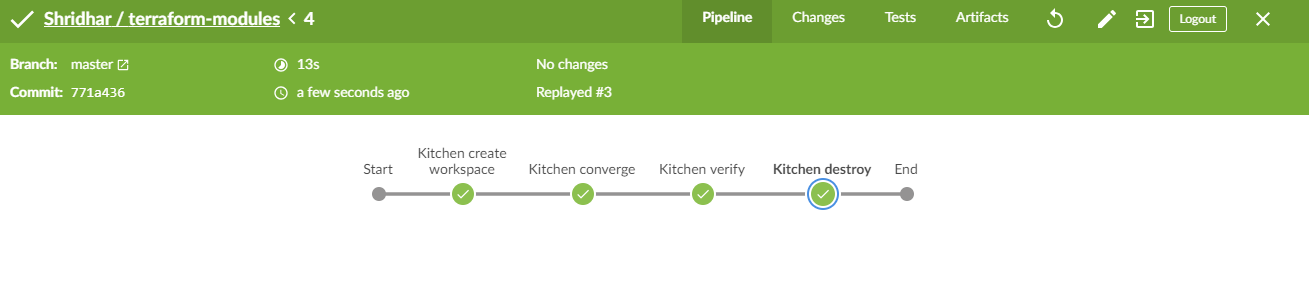 Shridhar / terraform-modules < 4
Pipeline Changes Tests Artifacts Logout
Branch: master 13s No changes
Commit: 771a436 a few seconds ago Replayed #3
Kitchen create
Start workspace Kitchen converge Kitchen verify Kitchen destroy End